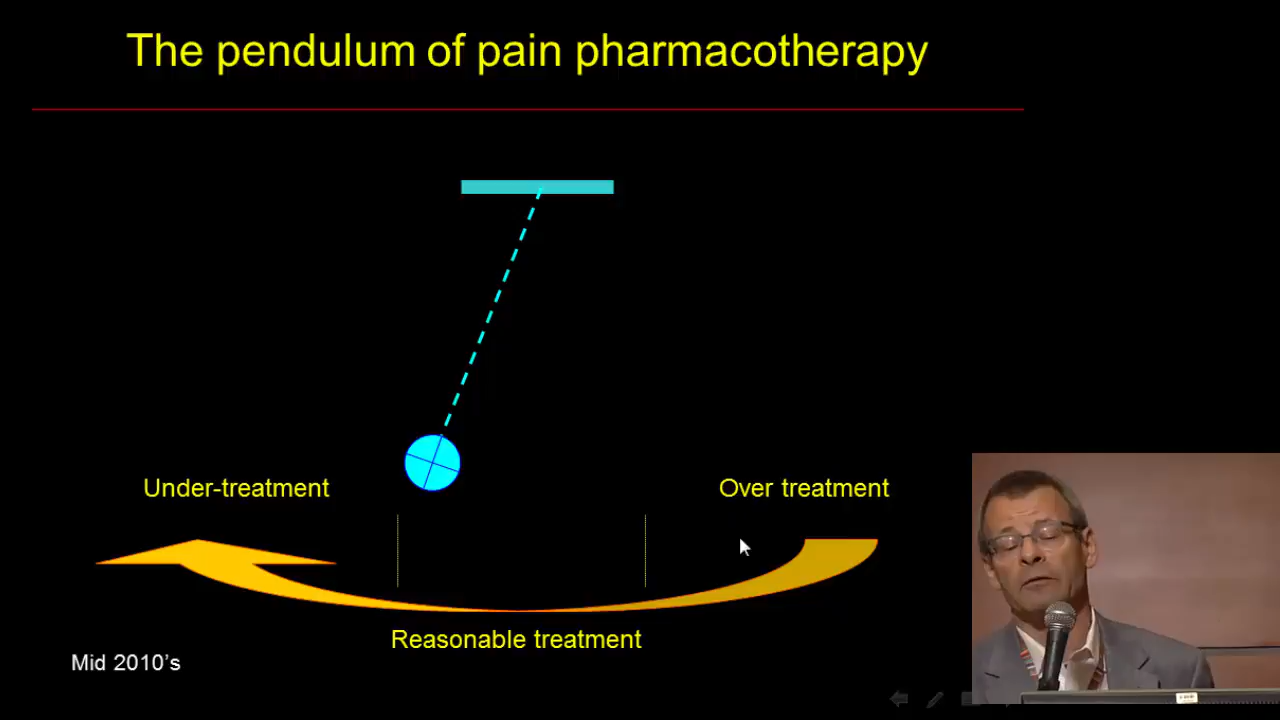 The pendulum of pain pharmacotherapy
Under-treatment
Over treatment
Reasonable treatment
Mid 2010's